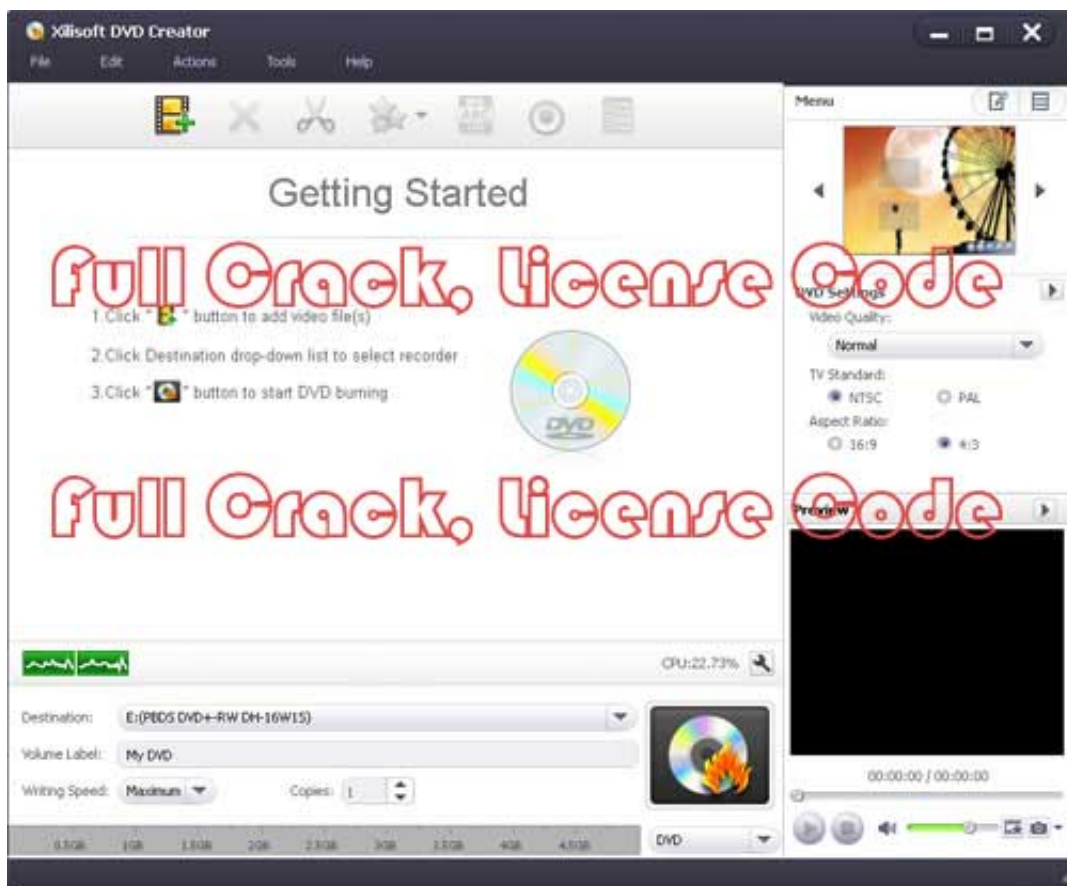 Xilisoft DVD Creator
File Edit Actions Tools Help
Menu
Getting Started
Full Crack, License Code
DVD Settings
1.Click " " button to add video file(s)
Video Quality:
Normal
2.Click Destination drop-down list to select recorder
TV Standard:
NTSC PAL
3.Click " " button to start DVD burning
Aspect Ratio:
16:9 4:3
DVD
Full Crack, License Code
Preview
CPU:22.73%
Destination: E:(PBDS DVD+-RW DH-16W1S)
Volume Label: My DVD
Writing Speed: Maximum Copies: 1
00:00:00 / 00:00:00
0.5GB 1GB 1.5GB 2GB 2.5GB 3GB 3.5GB 4GB 4.5GB
DVD